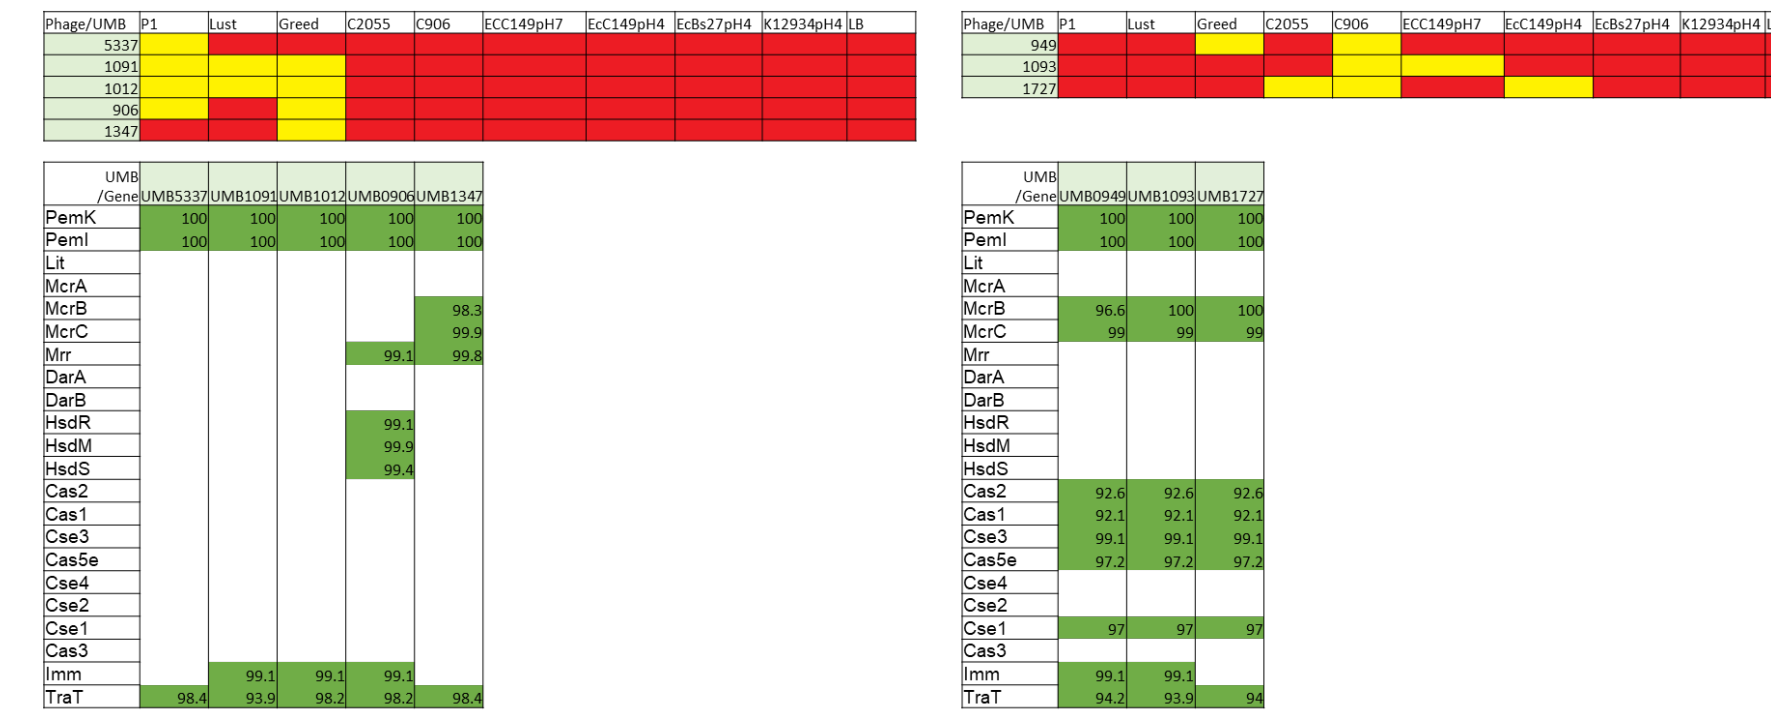 Phage/UMB P1 Lust Greed C2055 C906 ECC149pH7 EcC149pH4 EcBs27pH4 K12934pH4 LB
5337
1091
1012
906
1347
Phage/UMB P1 Lust Greed C2055 C906 ECC149pH7 EcC149pH4 EcBs27pH4 K12934pH4
949
1093
1727
UMB
/Gene UMB5337 UMB1091 UMB1012 UMB0906 UMB1347
PemK 100 100 100 100 100
PemI 100 100 100 100 100
Lit
McrA
McrB 98.3
McrC 99.9
Mrr 99.1 99.8
DarA
DarB
HsdR 99.1
HsdM 99.9
HsdS 99.4
Cas2
Cas1
Cse3
Cas5e
Cse4
Cse2
Cse1
Cas3
Imm 99.1 99.1 99.1
TraT 98.4 93.9 98.2 98.2 98.4
UMB
/Gene UMB0949 UMB1093 UMB1727
PemK 100 100 100
PemI 100 100 100
Lit
McrA
McrB 96.6 100 100
McrC 99 99 99
Mrr
DarA
DarB
HsdR
HsdM
HsdS
Cas2 92.6 92.6 92.6
Cas1 92.1 92.1 92.1
Cse3 99.1 99.1 99.1
Cas5e 97.2 97.2 97.2
Cse4
Cse2
Cse1 97 97 97
Cas3
Imm 99.1 99.1
TraT 94.2 93.9 94